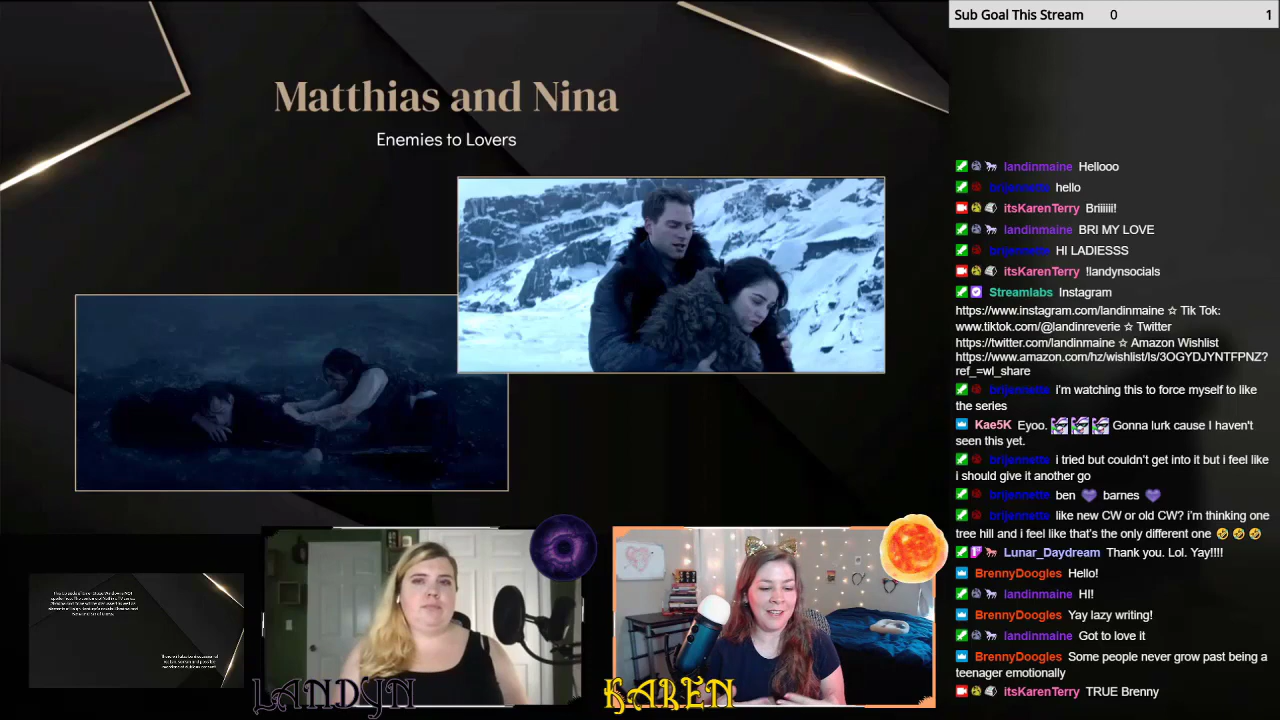 Sub Goal This Stream 0 1
Matthias and Nina
Enemies to Lovers
landinmaine Hellooo
brijennette hello
itsKarenTerry Briiiiii!
landinmaine BRI MY LOVE
brijennette HI LADIESSS
itsKarenTerry !landynsocials
Streamlabs Instagram
https://www.instagram.com/landinmaine ☆ Tik Tok:
www.tiktok.com/@landinreverie ☆ Twitter
https://twitter.com/landinmaine ☆ Amazon Wishlist
https://www.amazon.com/hz/wishlist/ls/3OGYDJYNTFPNZ?
ref_=wl_share
brijennette i'm watching this to force myself to like
the series
Kae5K Eyoo. Gonna lurk cause I haven't
seen this yet.
brijennette i tried but couldn't get into it but i feel like
i should give it another go
brijennette ben 💜 barnes 💜
brijennette like new CW or old CW? i'm thinking one
tree hill and i feel like that's the only different one 🤣 🤣 🤣
Lunar_Daydream Thank you. Lol. Yay!!!!
BrennyDoogles Hello!
landinmaine HI!
BrennyDoogles Yay lazy writing!
landinmaine Got to love it
BrennyDoogles Some people never grow past being a
teenager emotionally
itsKarenTerry TRUE Brenny
LANDYN
KAREN